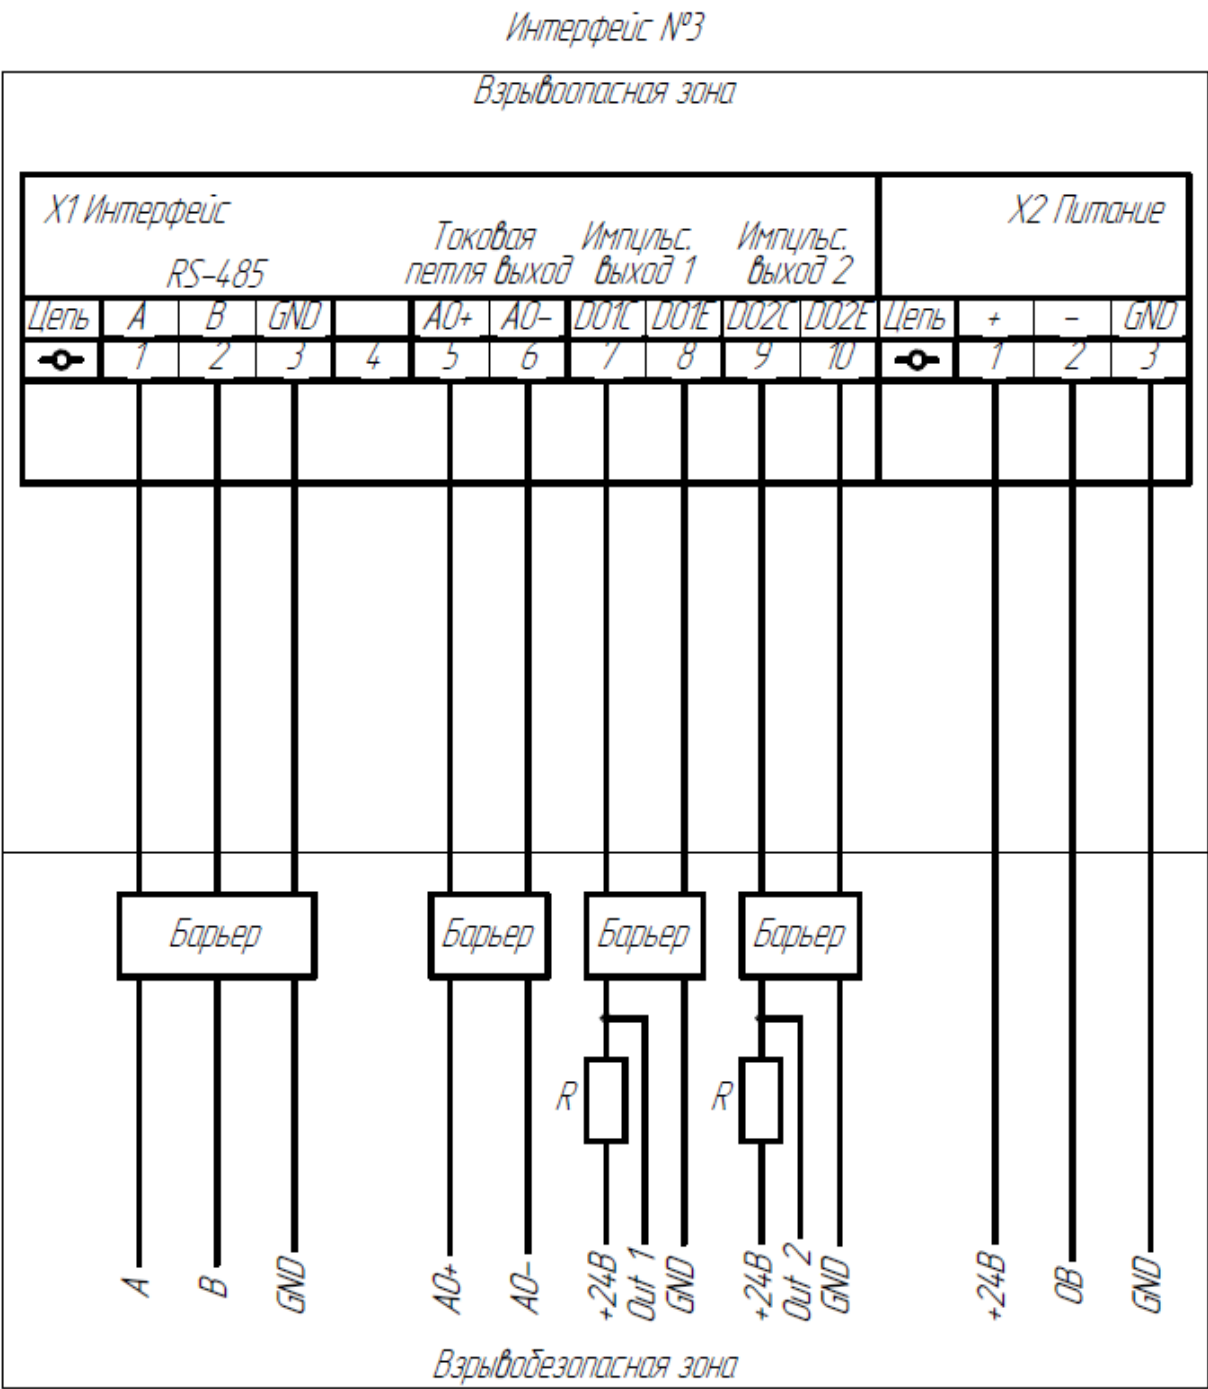 Интерфейс №3
Взрывоопасная зона
X1 Интерфейс
X2 Питание
RS-485
Токовая
петля выход
Импульс.
выход 1
Импульс.
выход 2
Цепь A B GND AO+ AO- DO1C DO1E DO2C DO2E Цепь + - GND
1 2 3 4 5 6 7 8 9 10 1 2 3
Барьер Барьер Барьер Барьер
R R
A B GND AO+ AO- +24В Out 1 GND +24В Out 2 GND +24В 0В GND
Взрывобезопасная зона